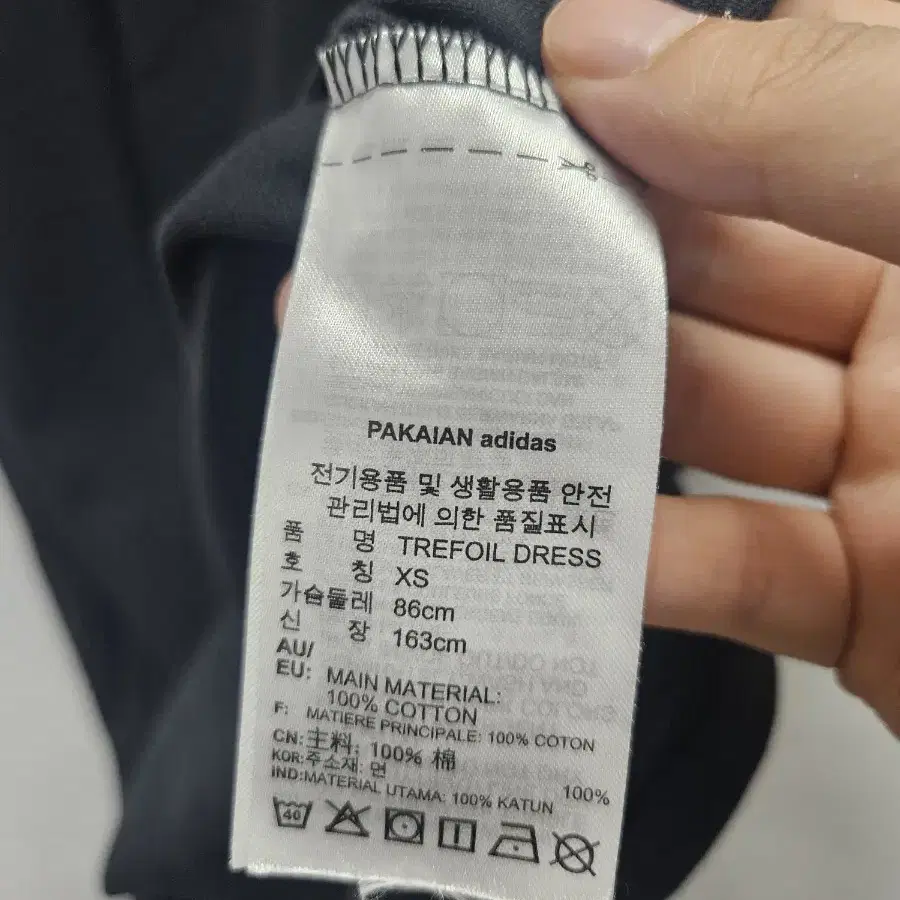 PAKAIAN adidas
전기용품 및 생활용품 안전
관리법에 의한 품질표시
품 명 TREFOIL DRESS
호 칭 XS
가슴둘레 86cm
신 장 163cm
AU/
EU: MAIN MATERIAL:
100% COTTON
F: MATIERE PRINCIPALE: 100% COTON
CN:主料: 100% 棉
KOR:주소재: 면 100%
IND:MATERIAL UTAMA: 100% KATUN
40